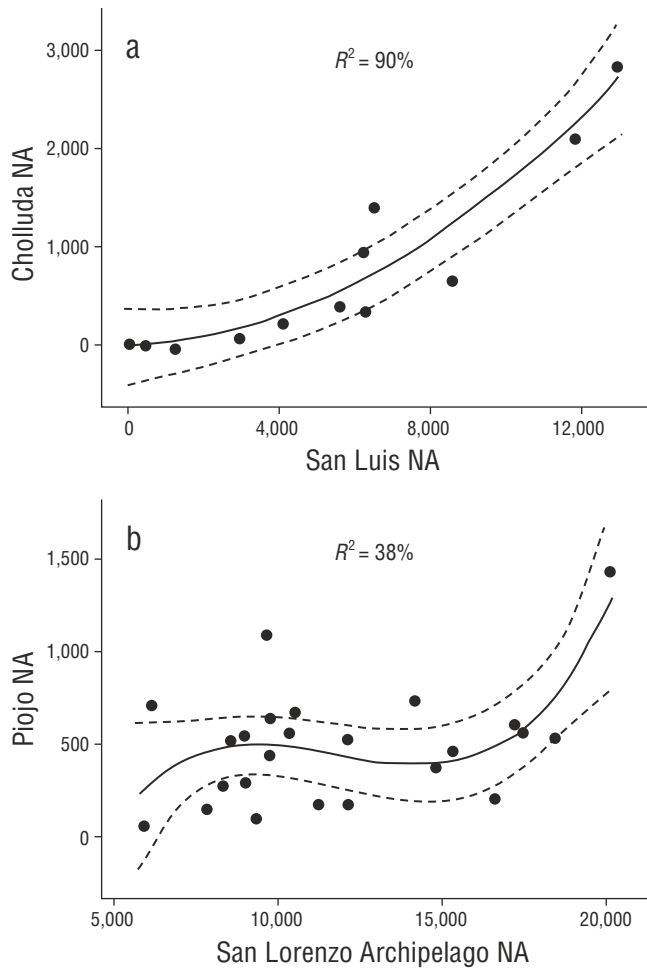 a
R² = 90%
3,000
2,000
1,000
0
Cholluda NA
0 4,000 8,000 12,000
San Luis NA
b
R² = 38%
1,500
1,000
500
0
Piojo NA
5,000 10,000 15,000 20,000
San Lorenzo Archipelago NA